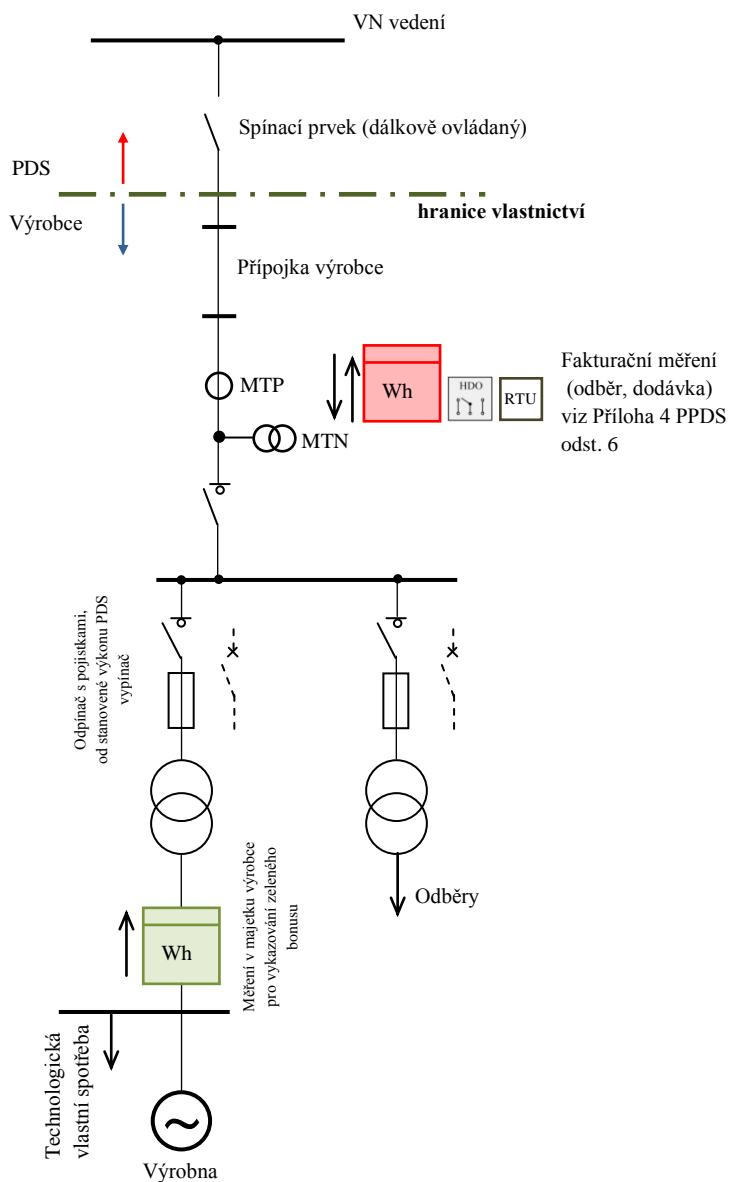 VN vedení
Spínací prvek (dálkově ovládaný)
PDS
hranice vlastnictví
Výrobce
Přípojka výrobce
MTP
Wh
HDO
RTU
Fakturační měření
(odběr, dodávka)
viz Příloha 4 PPDS
odst. 6
MTN
Odpínač s pojistkami,
od stanovené výkonu PDS
vypínač
Odběry
Wh
Měření v majetku výrobce
pro vykazování zeleného
bonusu
Technologická
vlastní spotřeba
~
Výrobna